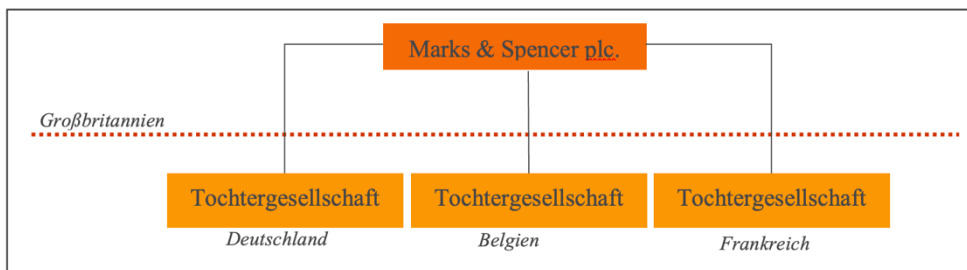 Marks & Spencer plc.
Großbritannien
Tochtergesellschaft
Tochtergesellschaft
Tochtergesellschaft
Deutschland
Belgien
Frankreich